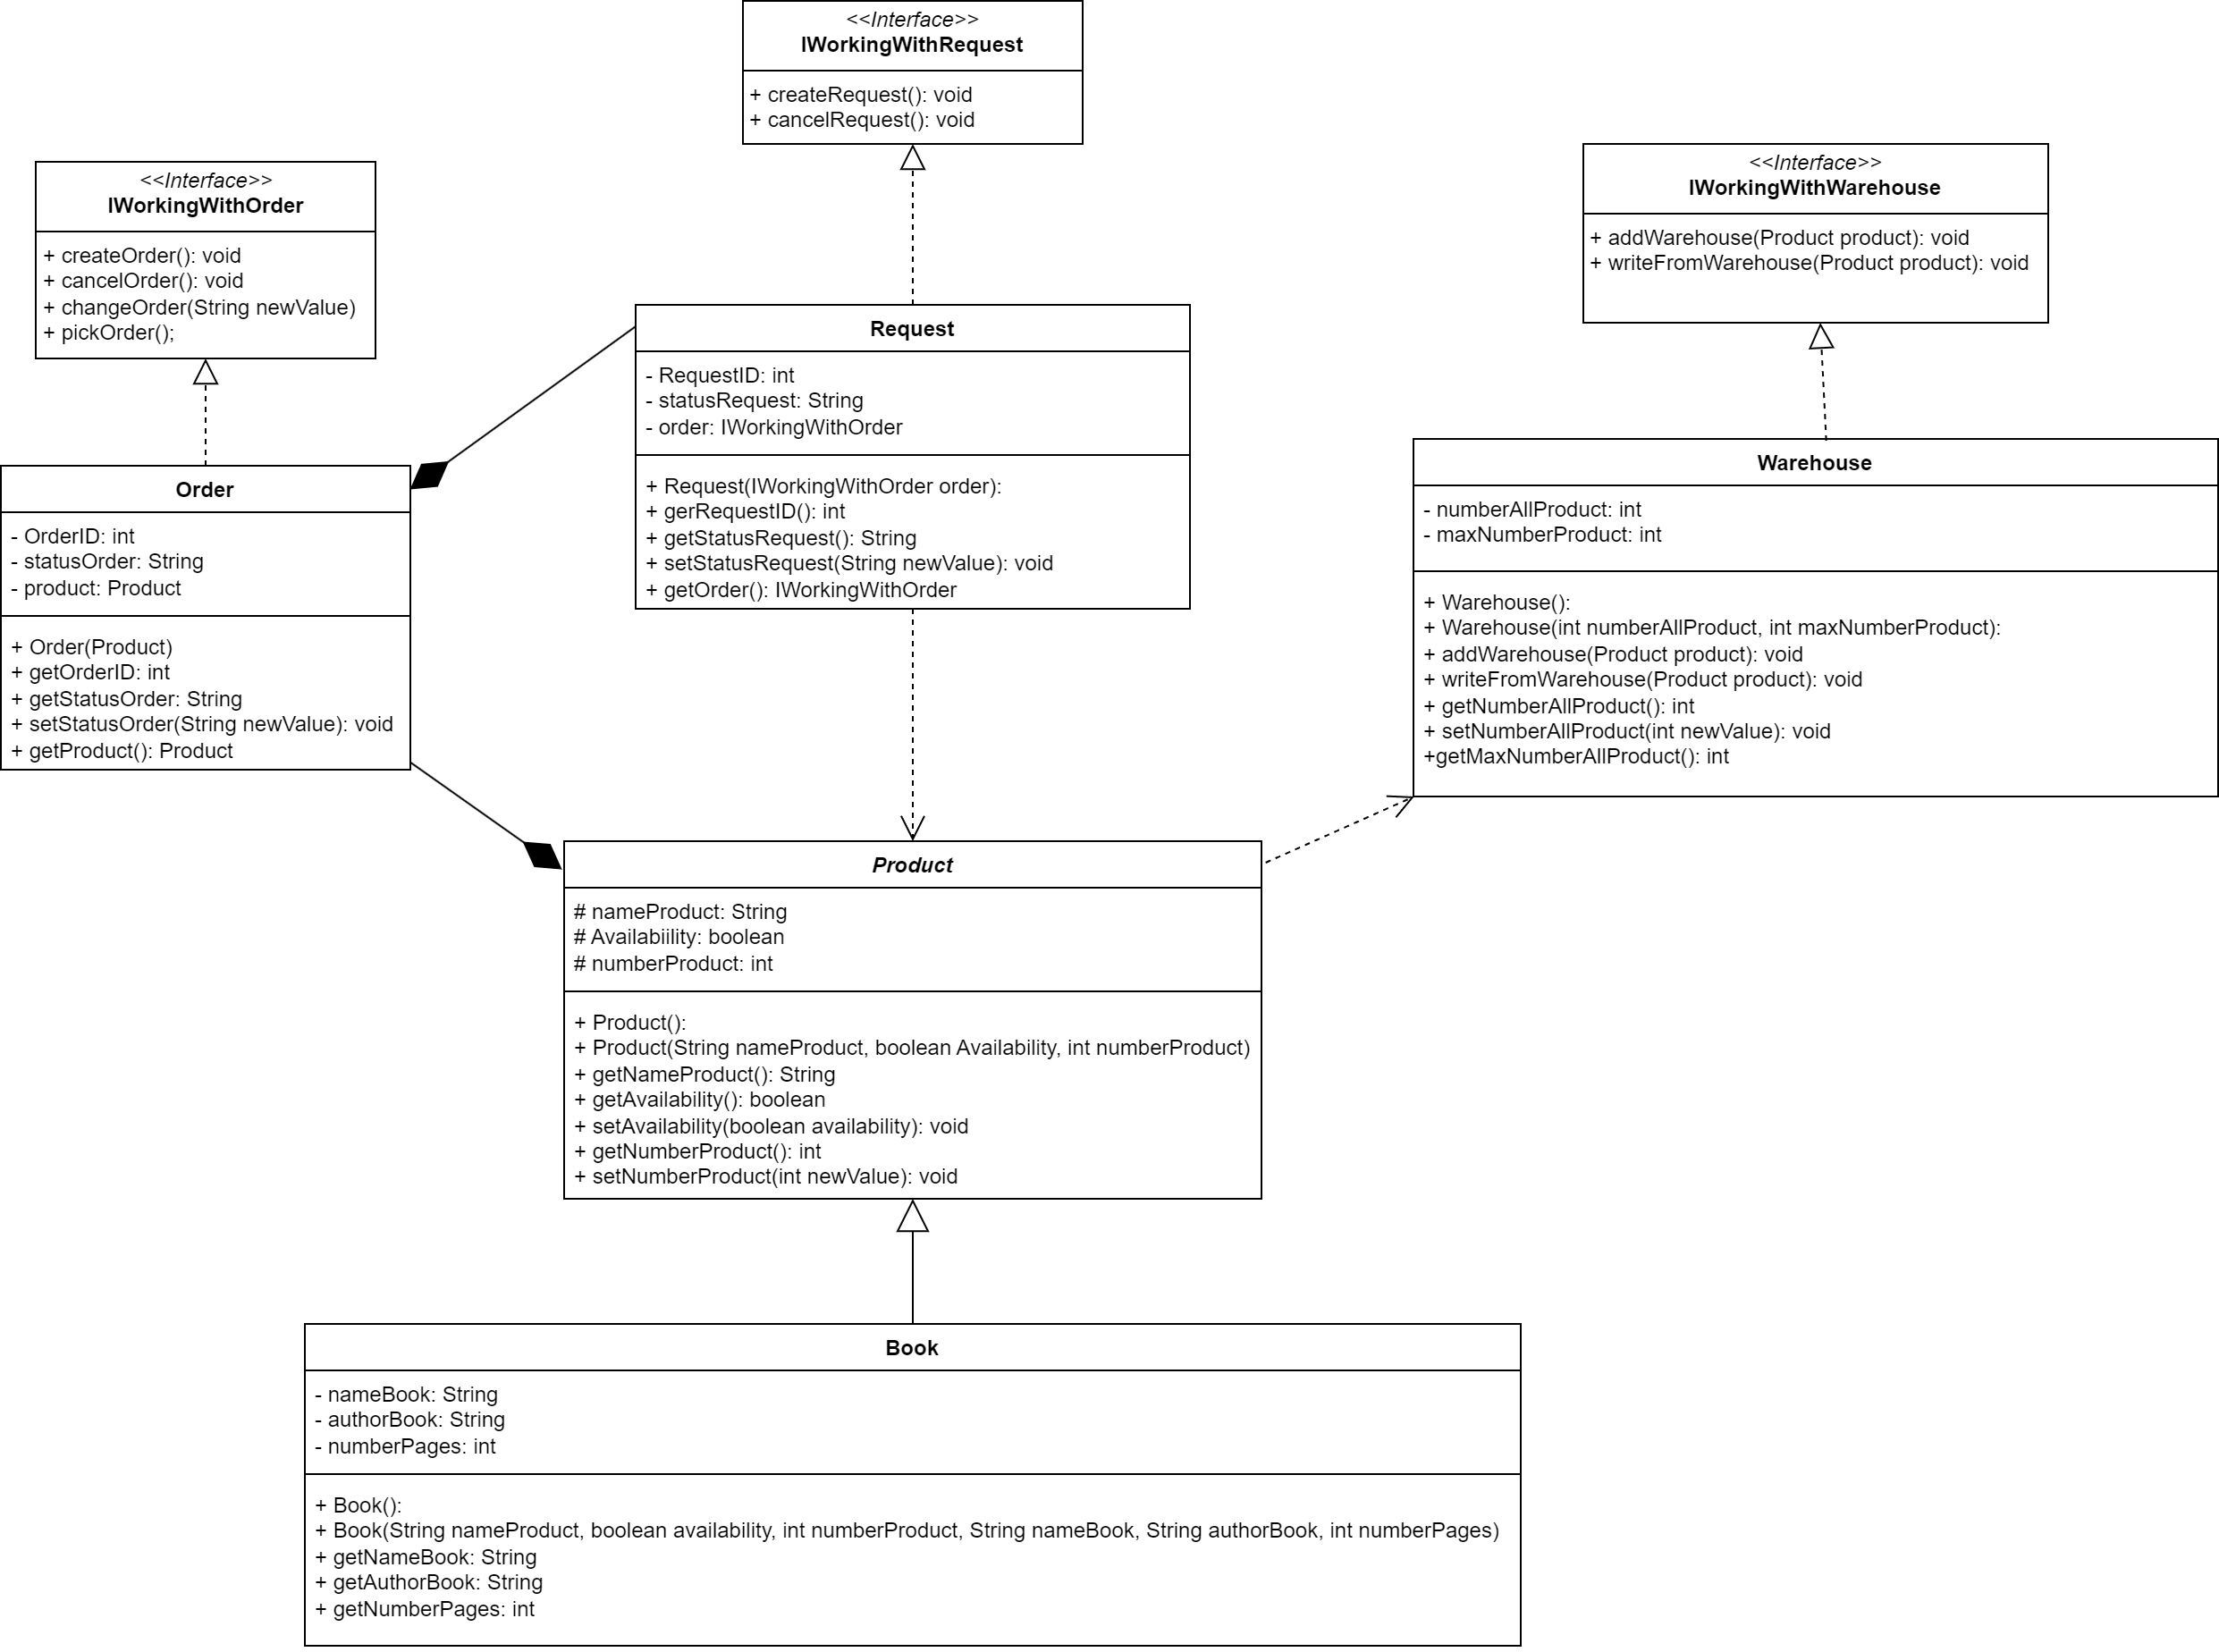 <<Interface>>
IWorkingWithRequest
+ createRequest(): void
+ cancelRequest(): void
<<Interface>>
IWorkingWithOrder
+ createOrder(): void
+ cancelOrder(): void
+ changeOrder(String newValue)
+ pickOrder();
<<Interface>>
IWorkingWithWarehouse
+ addWarehouse(Product product): void
+ writeFromWarehouse(Product product): void
Request
- RequestID: int
- statusRequest: String
- order: IWorkingWithOrder
+ Request(IWorkingWithOrder order):
+ gerRequestID(): int
+ getStatusRequest(): String
+ setStatusRequest(String newValue): void
+ getOrder(): IWorkingWithOrder
Order
- OrderID: int
- statusOrder: String
- product: Product
+ Order(Product)
+ getOrderID: int
+ getStatusOrder: String
+ setStatusOrder(String newValue): void
+ getProduct(): Product
Warehouse
- numberAllProduct: int
- maxNumberProduct: int
+ Warehouse():
+ Warehouse(int numberAllProduct, int maxNumberProduct):
+ addWarehouse(Product product): void
+ writeFromWarehouse(Product product): void
+ getNumberAllProduct(): int
+ setNumberAllProduct(int newValue): void
+getMaxNumberAllProduct(): int
Product
# nameProduct: String
# Availabiility: boolean
# numberProduct: int
+ Product():
+ Product(String nameProduct, boolean Availability, int numberProduct)
+ getNameProduct(): String
+ getAvailability(): boolean
+ setAvailability(boolean availability): void
+ getNumberProduct(): int
+ setNumberProduct(int newValue): void
Book
- nameBook: String
- authorBook: String
- numberPages: int
+ Book():
+ Book(String nameProduct, boolean availability, int numberProduct, String nameBook, String authorBook, int numberPages)
+ getNameBook: String
+ getAuthorBook: String
+ getNumberPages: int